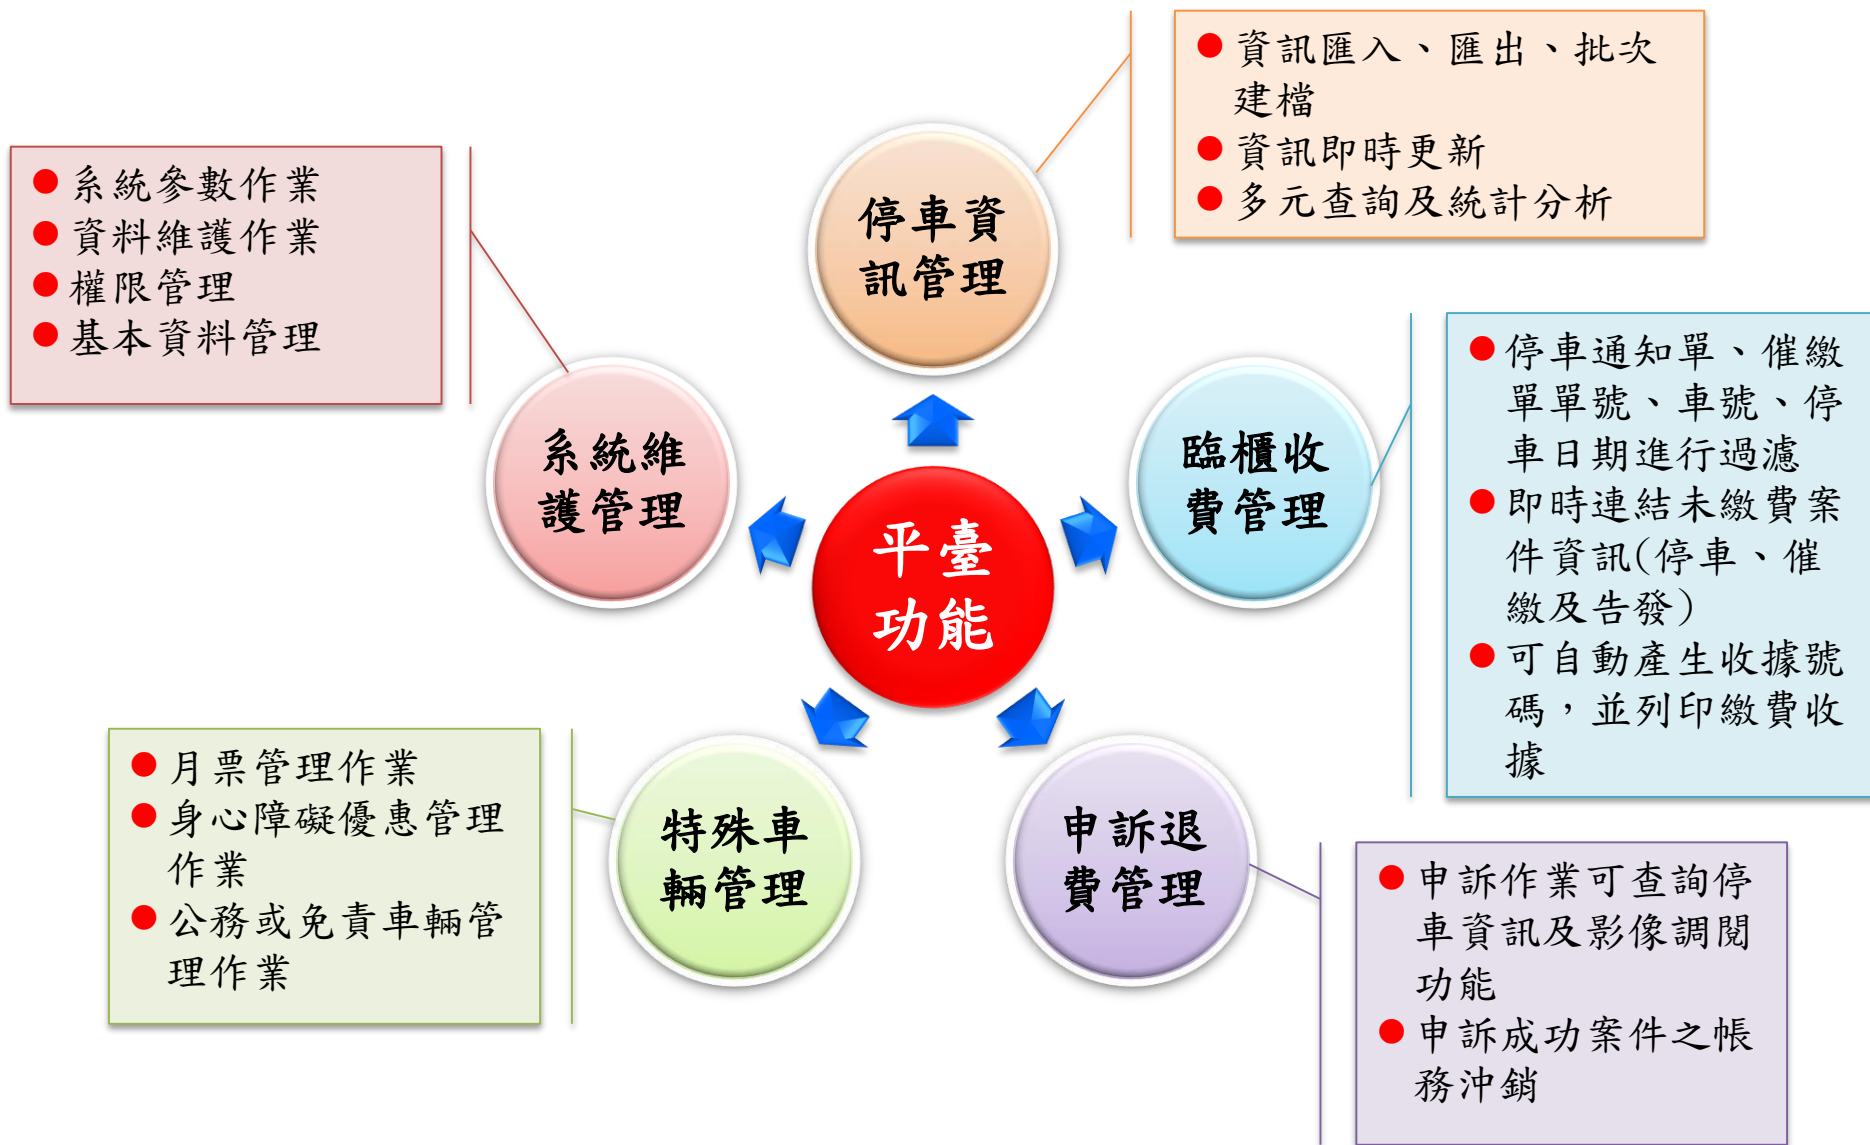 資訊匯入、匯出、批次
建檔
資訊即時更新
多元查詢及統計分析
系統參數作業
資料維護作業
權限管理
基本資料管理
停車資
訊管理
系統維
護管理
臨櫃收
費管理
停車通知單、催繳
單單號、車號、停
車日期進行過濾
即時連結未繳費案
件資訊(停車、催
繳及告發)
可自動產生收據號
碼，並列印繳費收
據
平臺
功能
月票管理作業
身心障礙優惠管理
作業
公務或免責車輛管
理作業
特殊車
輛管理
申訴退
費管理
申訴作業可查詢停
車資訊及影像調閱
功能
申訴成功案件之帳
務沖銷